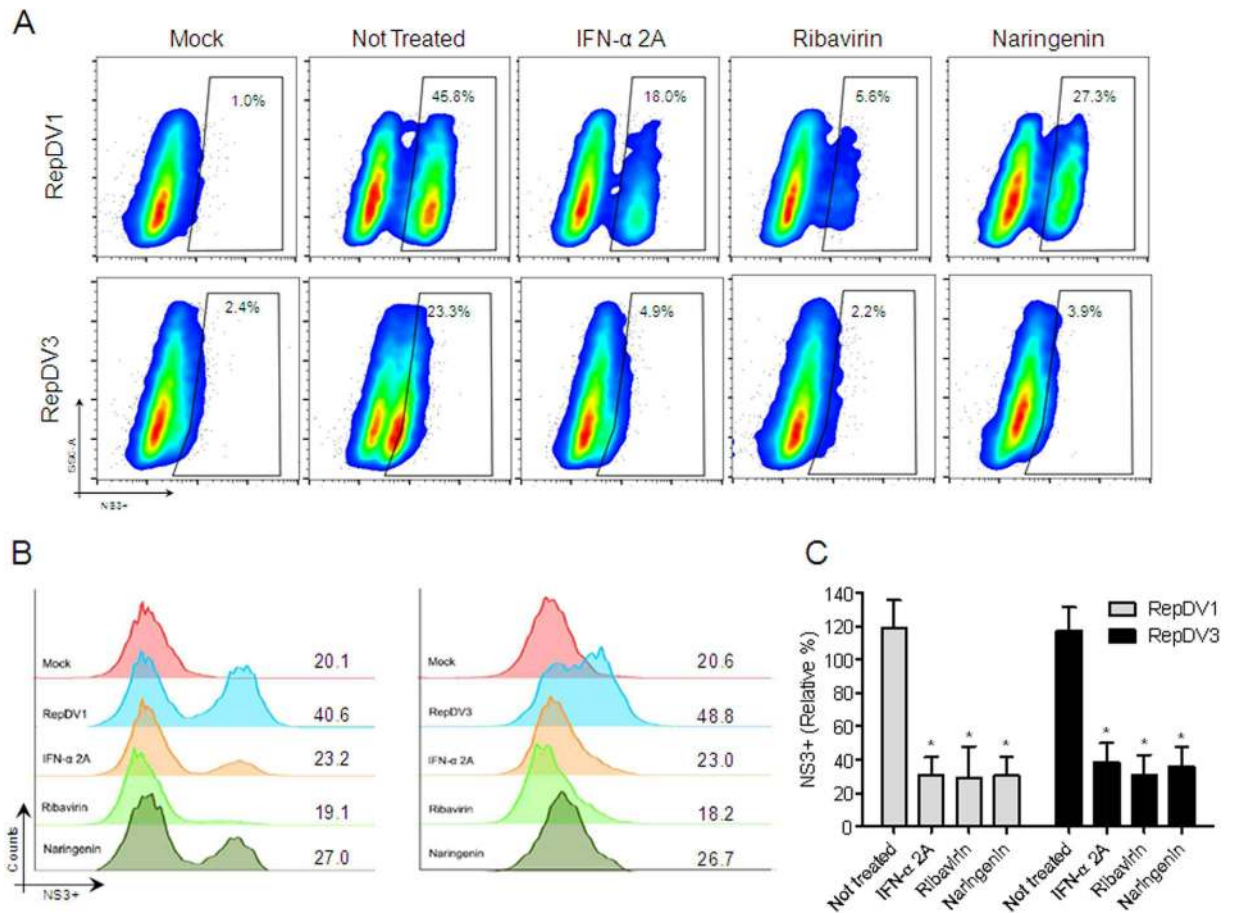 A
Mock Not Treated IFN-α 2A Ribavirin Naringenin
RepDV1
1.0% 45.8% 18.0% 5.6% 27.3%
RepDV3
2.4% 23.3% 4.9% 2.2% 3.9%
SSC-A
NS3+
B
Mock 20.1
RepDV1 40.6
IFN-α 2A 23.2
Ribavirin 19.1
Naringenin 27.0
Counts
NS3+
Mock 20.6
RepDV3 48.8
IFN-α 2A 23.0
Ribavirin 18.2
Naringenin 26.7
C
NS3+ (Relative %)
140
120
100
80
60
40
20
0
RepDV1
RepDV3
* * * * * *
Not treated IFN-α 2A Ribavirin Naringenin Not treated IFN-α 2A Ribavirin Naringenin